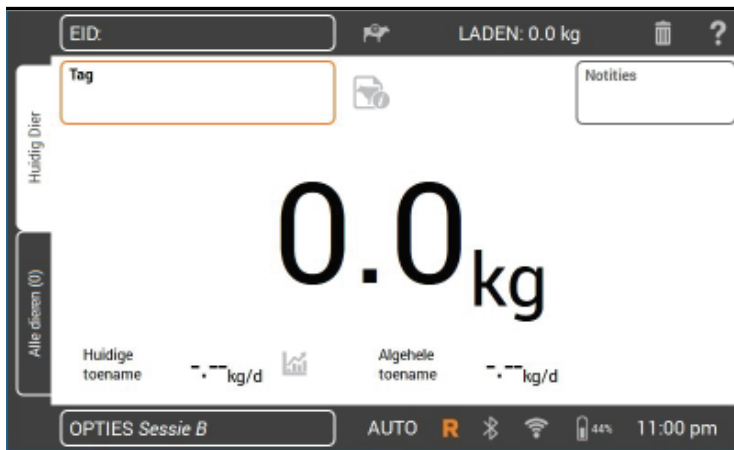 EID:
LADEN: 0.0 kg
?
Tag
Notities
Huidig Dier
0.0kg
Alle dieren (0)
Huidige toename
-.--kg/d
Algehele toename
-.--kg/d
OPTIES Sessie B
AUTO
R
44%
11:00 pm